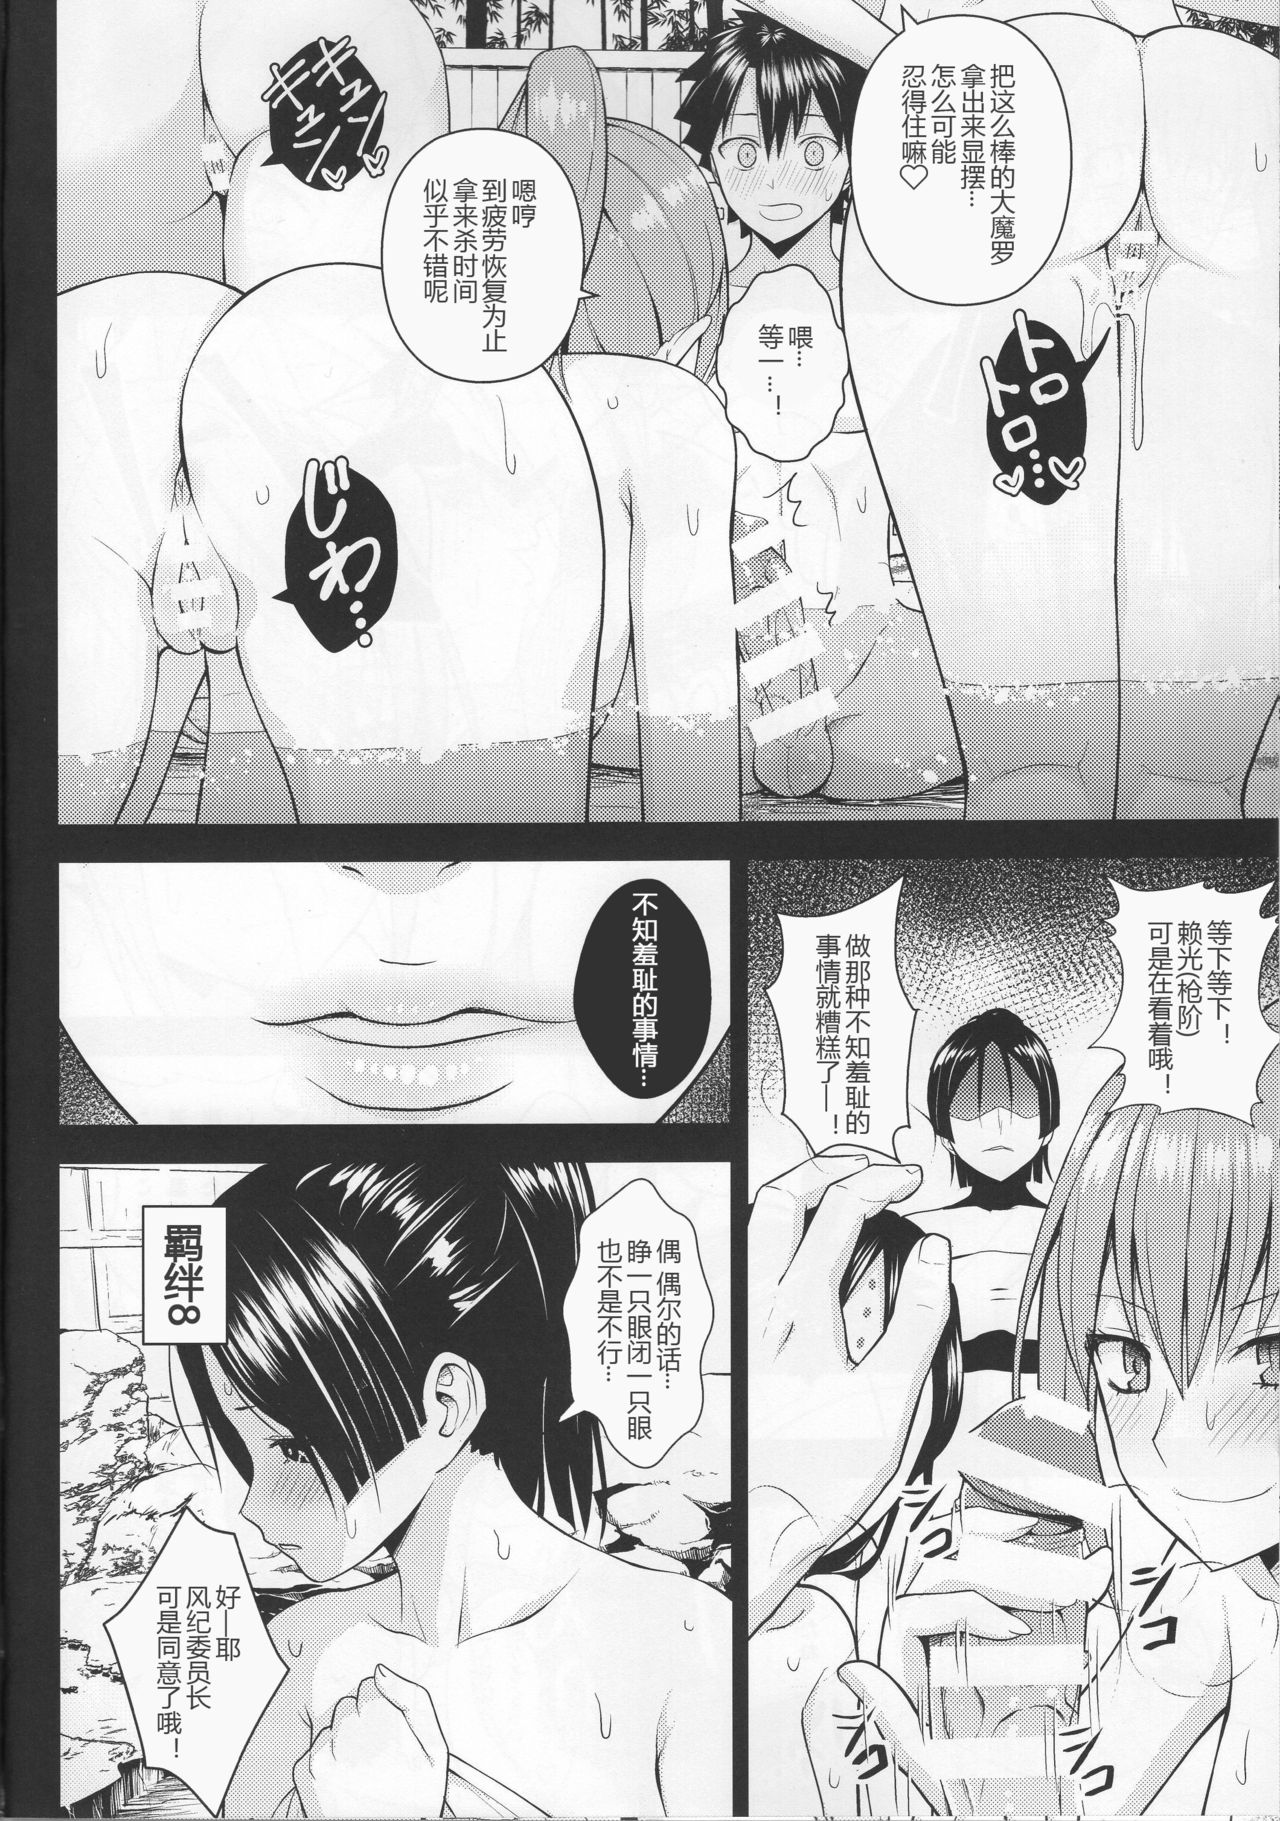 把这么棒的大魔罗
拿出来显摆…
怎么可能
忍得住嘛♡
トロ
トロ…
喂…
等一…！
キュン
キューン
嗯哼
到疲劳恢复为止
拿来杀时间
似乎不错呢
じわ…
等下等下！
赖光(枪阶)
可是在看着哦！
做那种不知羞耻的
事情就糟糕了—！
不知羞耻的事情…
偶 偶尔的话…
睁一只眼闭一只眼
也不是不行…
羁绊8
好—耶
风纪委员长
可是同意了哦！